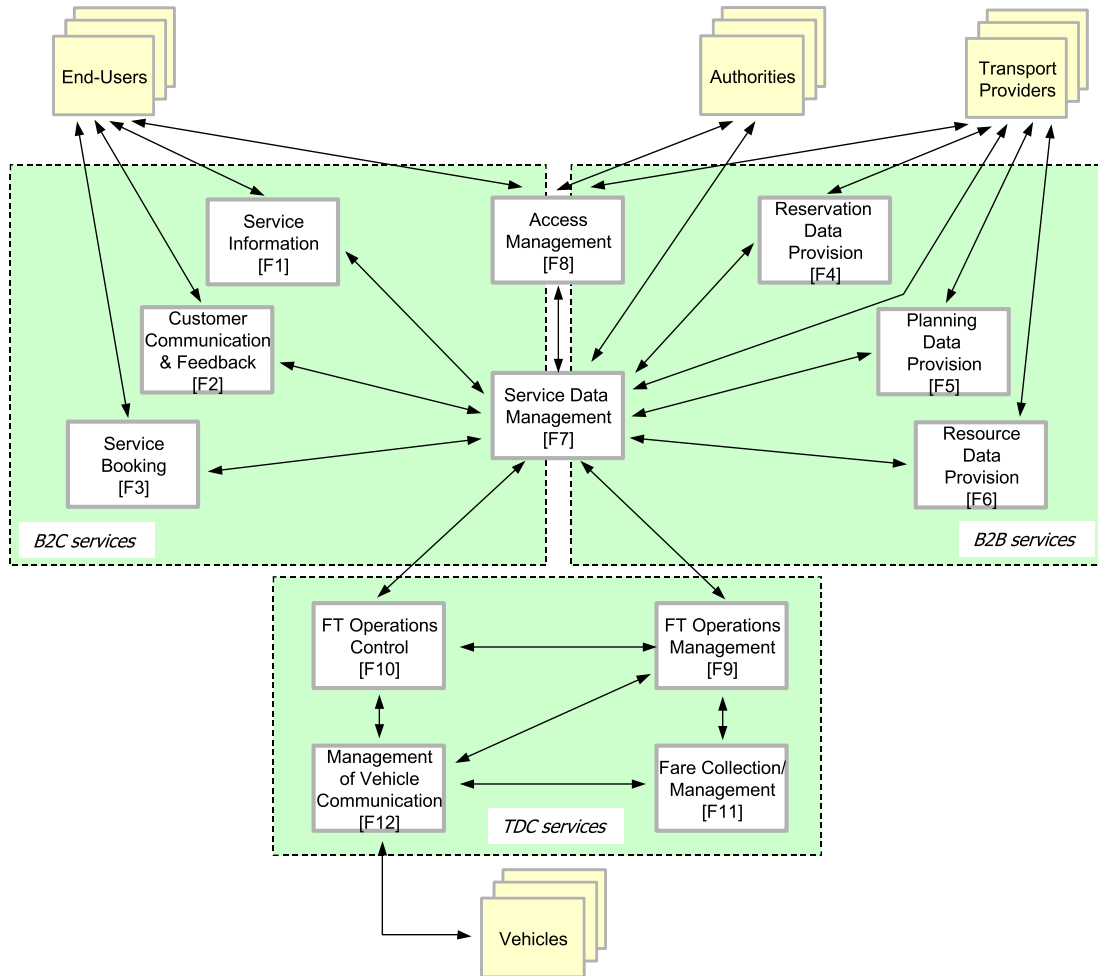 End-Users
Authorities
Transport
Providers
Service
Information
[F1]
Access
Management
[F8]
Reservation
Data
Provision
[F4]
Customer
Communication
& Feedback
[F2]
Planning
Data
Provision
[F5]
Service Data
Management
[F7]
Service
Booking
[F3]
Resource
Data
Provision
[F6]
B2C services
B2B services
FT Operations
Control
[F10]
FT Operations
Management
[F9]
Management
of Vehicle
Communication
[F12]
Fare Collection/
Management
[F11]
TDC services
Vehicles